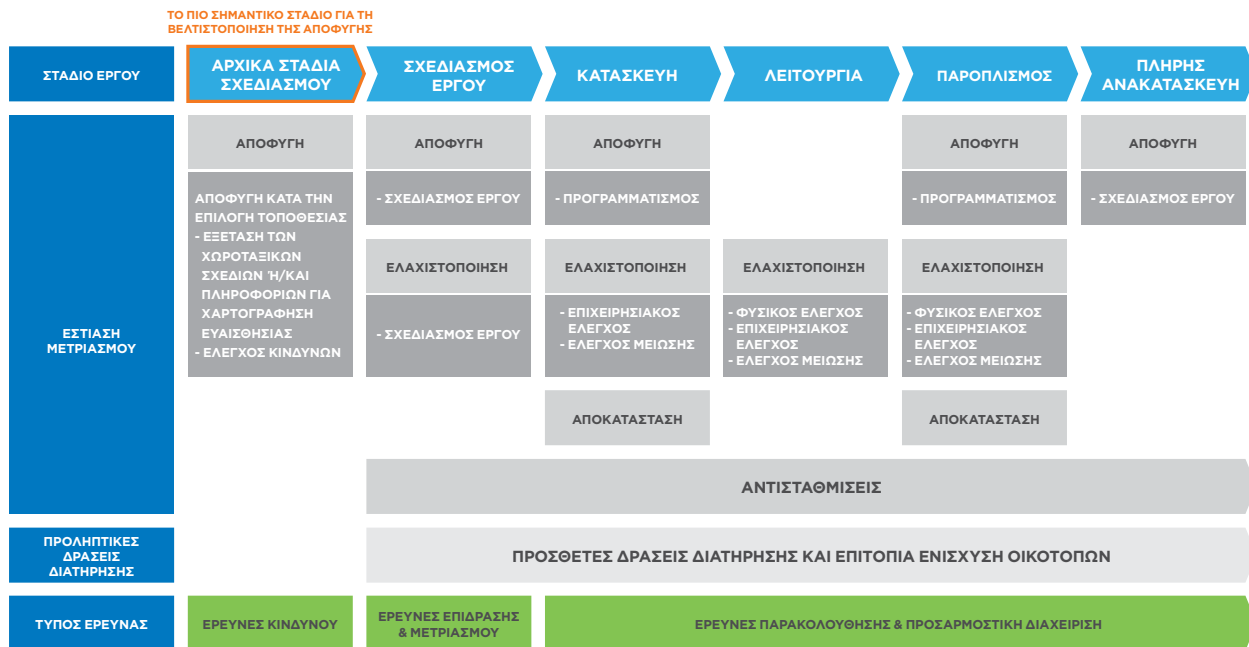 ΤΟ ΠΙΟ ΣΗΜΑΝΤΙΚΟ ΣΤΑΔΙΟ ΓΙΑ ΤΗ
ΒΕΛΤΙΣΤΟΠΟΙΗΣΗ ΤΗΣ ΑΠΟΦΥΓΗΣ
ΣΤΑΔΙΟ ΕΡΓΟΥ
ΑΡΧΙΚΑ ΣΤΑΔΙΑ
ΣΧΕΔΙΑΣΜΟΥ
ΣΧΕΔΙΑΣΜΟΣ
ΕΡΓΟΥ
ΚΑΤΑΣΚΕΥΗ
ΛΕΙΤΟΥΡΓΙΑ
ΠΑΡΟΠΛΙΣΜΟΣ
ΠΛΗΡΗΣ
ΑΝΑΚΑΤΑΣΚΕΥΗ
ΕΣΤΙΑΣΗ
ΜΕΤΡΙΑΣΜΟΥ
ΑΠΟΦΥΓΗ
ΑΠΟΦΥΓΗ ΚΑΤΑ ΤΗΝ
ΕΠΙΛΟΓΗ ΤΟΠΟΘΕΣΙΑΣ
- ΕΞΕΤΑΣΗ ΤΩΝ
ΧΩΡΟΤΑΞΙΚΩΝ
ΣΧΕΔΙΩΝ Ή/ΚΑΙ
ΠΛΗΡΟΦΟΡΙΩΝ ΓΙΑ
ΧΑΡΤΟΓΡΑΦΗΣΗ
ΕΥΑΙΣΘΗΣΙΑΣ
- ΕΛΕΓΧΟΣ ΚΙΝΔΥΝΩΝ
ΑΠΟΦΥΓΗ
- ΣΧΕΔΙΑΣΜΟΣ ΕΡΓΟΥ
ΕΛΑΧΙΣΤΟΠΟΙΗΣΗ
- ΣΧΕΔΙΑΣΜΟΣ ΕΡΓΟΥ
ΑΠΟΦΥΓΗ
- ΠΡΟΓΡΑΜΜΑΤΙΣΜΟΣ
ΕΛΑΧΙΣΤΟΠΟΙΗΣΗ
- ΕΠΙΧΕΙΡΗΣΙΑΚΟΣ
ΕΛΕΓΧΟΣ
- ΕΛΕΓΧΟΣ ΜΕΙΩΣΗΣ
ΑΠΟΚΑΤΑΣΤΑΣΗ
ΕΛΑΧΙΣΤΟΠΟΙΗΣΗ
- ΦΥΣΙΚΟΣ ΕΛΕΓΧΟΣ
- ΕΠΙΧΕΙΡΗΣΙΑΚΟΣ
ΕΛΕΓΧΟΣ
- ΕΛΕΓΧΟΣ ΜΕΙΩΣΗΣ
ΑΠΟΦΥΓΗ
- ΠΡΟΓΡΑΜΜΑΤΙΣΜΟΣ
ΕΛΑΧΙΣΤΟΠΟΙΗΣΗ
- ΦΥΣΙΚΟΣ ΕΛΕΓΧΟΣ
- ΕΠΙΧΕΙΡΗΣΙΑΚΟΣ
ΕΛΕΓΧΟΣ
- ΕΛΕΓΧΟΣ ΜΕΙΩΣΗΣ
ΑΠΟΚΑΤΑΣΤΑΣΗ
ΑΠΟΦΥΓΗ
- ΣΧΕΔΙΑΣΜΟΣ ΕΡΓΟΥ
ΑΝΤΙΣΤΑΘΜΙΣΕΙΣ
ΠΡΟΛΗΠΤΙΚΕΣ
ΔΡΑΣΕΙΣ
ΔΙΑΤΗΡΗΣΗΣ
ΠΡΟΣΘΕΤΕΣ ΔΡΑΣΕΙΣ ΔΙΑΤΗΡΗΣΗΣ ΚΑΙ ΕΠΙΤΟΠΙΑ ΕΝΙΣΧΥΣΗ ΟΙΚΟΤΟΠΩΝ
ΤΥΠΟΣ ΕΡΕΥΝΑΣ
ΕΡΕΥΝΕΣ ΚΙΝΔΥΝΟΥ
ΕΡΕΥΝΕΣ ΕΠΙΔΡΑΣΗΣ
& ΜΕΤΡΙΑΣΜΟΥ
ΕΡΕΥΝΕΣ ΠΑΡΑΚΟΛΟΥΘΗΣΗΣ & ΠΡΟΣΑΡΜΟΣΤΙΚΗ ΔΙΑΧΕΙΡΙΣΗ